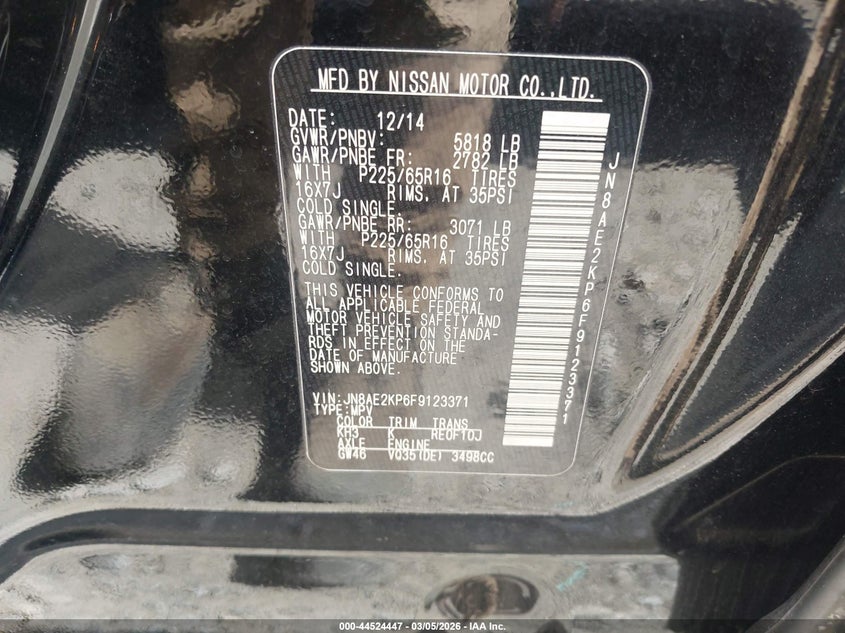 MFD BY NISSAN MOTOR CO.,LTD.
DATE: 12/14
GVWR/PNBV: 5818 LB
GAWR/PNBE FR: 2782 LB
WITH P225/65R16 TIRES
16X7J RIMS, AT 35PSI
COLD SINGLE.
GAWR/PNBE RR: 3071 LB
WITH P225/65R16 TIRES
16X7J RIMS, AT 35PSI
COLD SINGLE.
THIS VEHICLE CONFORMS TO
ALL APPLICABLE FEDERAL
MOTOR VEHICLE SAFETY AND
THEFT PREVENTION STANDA-
RDS IN EFFECT ON THE
DATE OF MANUFACTURE
SHOWN ABOVE.
VIN:JN8AE2KP6F9123371
TYPE:MPV
COLOR TRIM TRANS
KH3 K RE0F10J
AXLE ENGINE
GW46 VQ35(DE) 3498CC
JN8AE2KP6F9123371
000-44524447 - 03/05/2026 - IAA Inc.